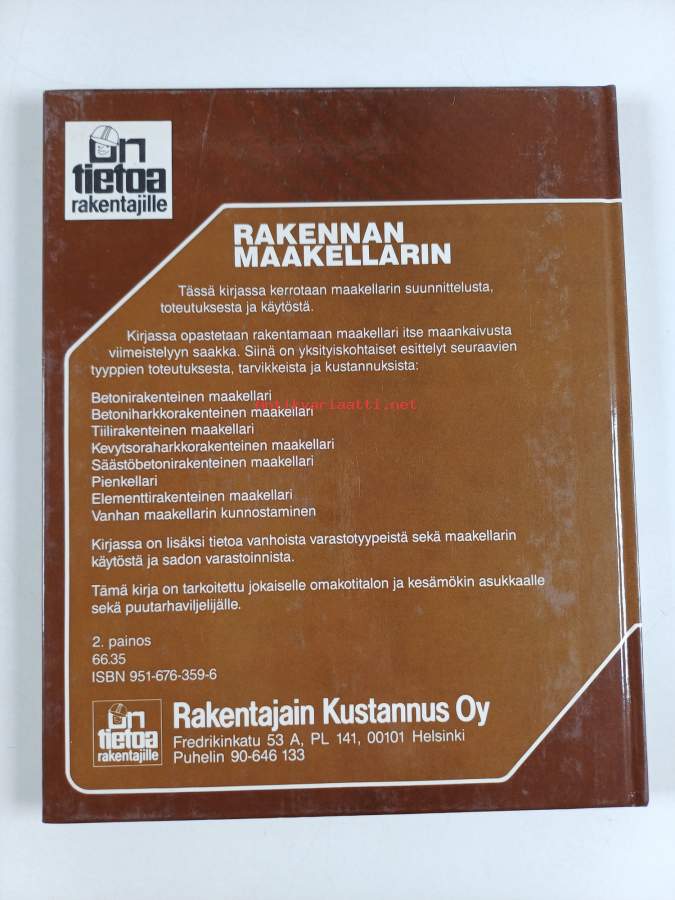 on
tietoa
rakentajille
RAKENNAN
MAAKELLARIN
Tässä kirjassa kerrotaan maakellarin suunnittelusta,
toteutuksesta ja käytöstä.
Kirjassa opastetaan rakentamaan maakellari itse maankaivusta
viimeistelyyn saakka. Siinä on yksityiskohtaiset esittelyt seuraavien
tyyppien toteutuksesta, tarvikkeista ja kustannuksista:
Betonirakenteinen maakellari
Antikvariaatti.net
Betoniharkkorakenteinen maakellari
Tiilirakenteinen maakellari
Kevytsoraharkkorakenteinen maakellari
Säästöbetonirakenteinen maakellari
Pienkellari
Elementtirakenteinen maakellari
Vanhan maakellarin kunnostaminen
Kirjassa on lisäksi tietoa vanhoista varastotyypeistä sekä maakellarin
käytöstä ja sadon varastoinnista.
Tämä kirja on tarkoitettu jokaiselle omakotitalon ja kesämökin asukkaalle
sekä puutarhaviljelijälle.
2. painos
66.35
ISBN 951-676-359-6
on
tietoa
rakentajille
Rakentajain Kustannus Oy
Fredrikinkatu 53 A, PL 141, 00101 Helsinki
Puhelin 90-646 133